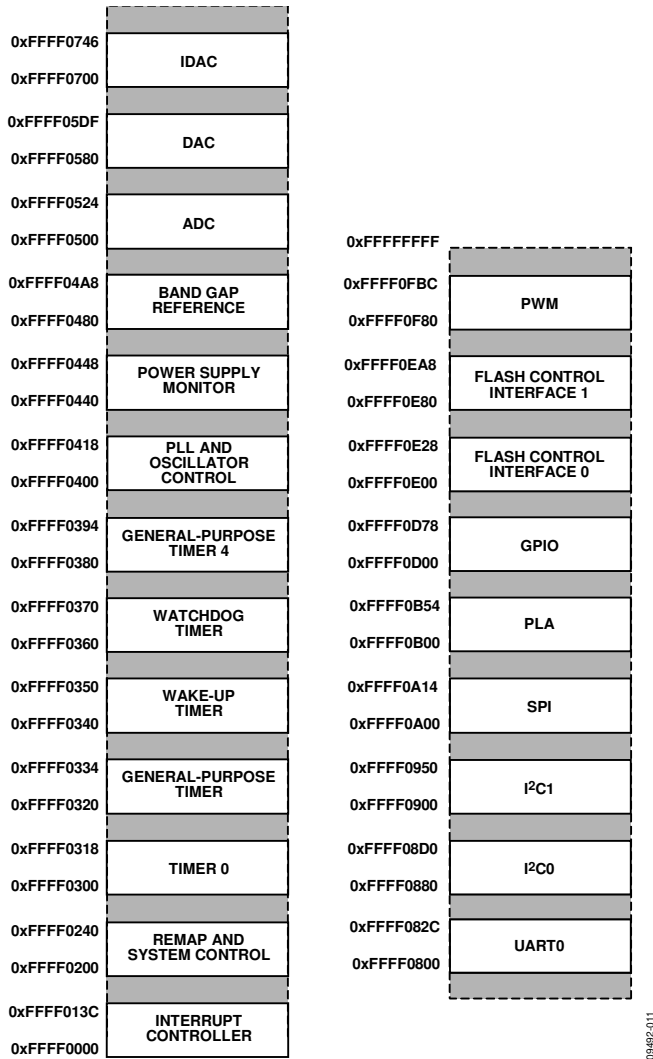 0xFFFF0746
IDAC
0xFFFF0700
0xFFFF05DF
DAC
0xFFFF0580
0xFFFF0524
ADC
0xFFFF0500
0xFFFF04A8
BAND GAP
REFERENCE
0xFFFF0480
0xFFFF0448
POWER SUPPLY
MONITOR
0xFFFF0440
0xFFFF0418
PLL AND
OSCILLATOR
CONTROL
0xFFFF0400
0xFFFF0394
GENERAL-PURPOSE
TIMER 4
0xFFFF0380
0xFFFF0370
WATCHDOG
TIMER
0xFFFF0360
0xFFFF0350
WAKE-UP
TIMER
0xFFFF0340
0xFFFF0334
GENERAL-PURPOSE
TIMER
0xFFFF0320
0xFFFF0318
TIMER 0
0xFFFF0300
0xFFFF0240
REMAP AND
SYSTEM CONTROL
0xFFFF0200
0xFFFF013C
INTERRUPT
CONTROLLER
0xFFFF0000
0xFFFFFFFF
0xFFFF0FBC
PWM
0xFFFF0F80
0xFFFF0EA8
FLASH CONTROL
INTERFACE 1
0xFFFF0E80
0xFFFF0E28
FLASH CONTROL
INTERFACE 0
0xFFFF0E00
0xFFFF0D78
GPIO
0xFFFF0D00
0xFFFF0B54
PLA
0xFFFF0B00
0xFFFF0A14
SPI
0xFFFF0A00
0xFFFF0950
I²C1
0xFFFF0900
0xFFFF08D0
I²C0
0xFFFF0880
0xFFFF082C
UART0
0xFFFF0800
09492-011